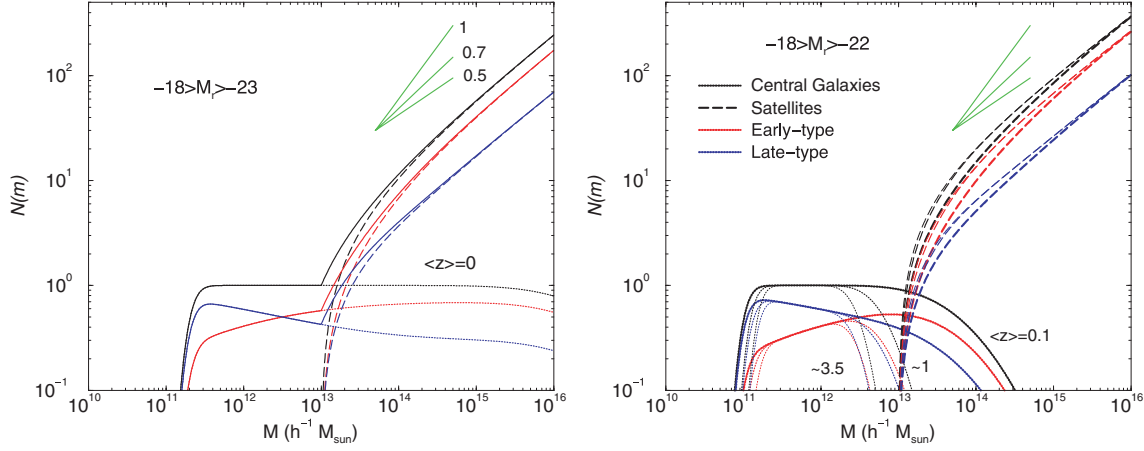 −18>M_r>−23
1
0.7
0.5
<z>=0
N(m)
10^2
10^1
10^0
10^−1
10^10
10^11
10^12
10^13
10^14
10^15
10^16
M (h^−1 M_sun)
−18>M_r>−22
Central Galaxies
Satellites
Early−type
Late−type
<z>=0.1
~3.5
~1
N(m)
10^2
10^1
10^0
10^−1
10^10
10^11
10^12
10^13
10^14
10^15
10^16
M (h^−1 M_sun)